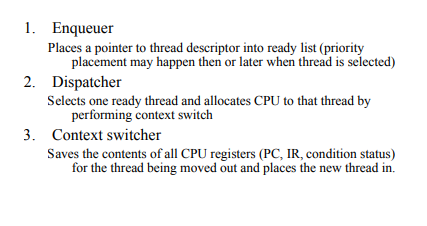 1. Enqueuer
Places a pointer to thread descriptor into ready list (priority
placement may happen then or later when thread is selected)
2. Dispatcher
Selects one ready thread and allocates CPU to that thread by
performing context switch
3. Context switcher
Saves the contents of all CPU registers (PC, IR, condition status)
for the thread being moved out and places the new thread in.